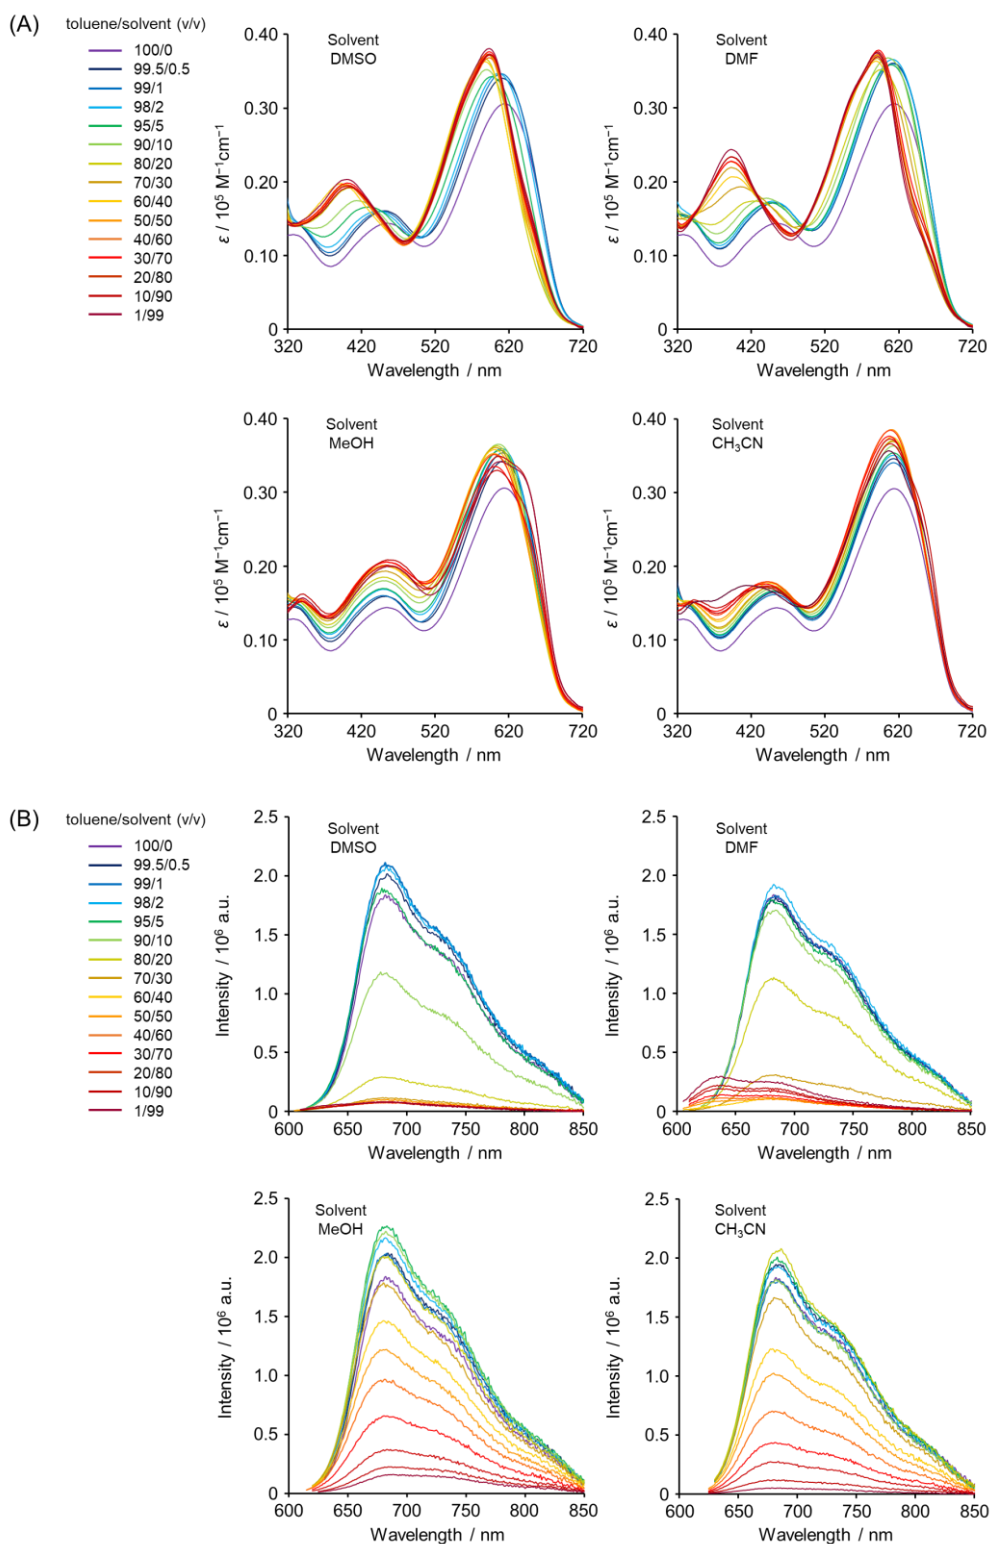 (A)
toluene/solvent (v/v)
100/0
99.5/0.5
99/1
98/2
95/5
90/10
80/20
70/30
60/40
50/50
40/60
30/70
20/80
10/90
1/99
Solvent
DMSO
0.40
0.30
0.20
0.10
0
ε / 10⁵ M⁻¹cm⁻¹
320 420 520 620 720
Wavelength / nm
Solvent
DMF
0.40
0.30
0.20
0.10
0
ε / 10⁵ M⁻¹cm⁻¹
320 420 520 620 720
Wavelength / nm
Solvent
MeOH
0.40
0.30
0.20
0.10
0
ε / 10⁵ M⁻¹cm⁻¹
320 420 520 620 720
Wavelength / nm
Solvent
CH₃CN
0.40
0.30
0.20
0.10
0
ε / 10⁵ M⁻¹cm⁻¹
320 420 520 620 720
Wavelength / nm
(B)
toluene/solvent (v/v)
100/0
99.5/0.5
99/1
98/2
95/5
90/10
80/20
70/30
60/40
50/50
40/60
30/70
20/80
10/90
1/99
Solvent
DMSO
2.5
2.0
1.5
1.0
0.5
0
Intensity / 10⁶ a.u.
600 650 700 750 800 850
Wavelength / nm
Solvent
DMF
2.5
2.0
1.5
1.0
0.5
0
Intensity / 10⁶ a.u.
600 650 700 750 800 850
Wavelength / nm
Solvent
MeOH
2.5
2.0
1.5
1.0
0.5
0
Intensity / 10⁶ a.u.
600 650 700 750 800 850
Wavelength / nm
Solvent
CH₃CN
2.5
2.0
1.5
1.0
0.5
0
Intensity / 10⁶ a.u.
600 650 700 750 800 850
Wavelength / nm